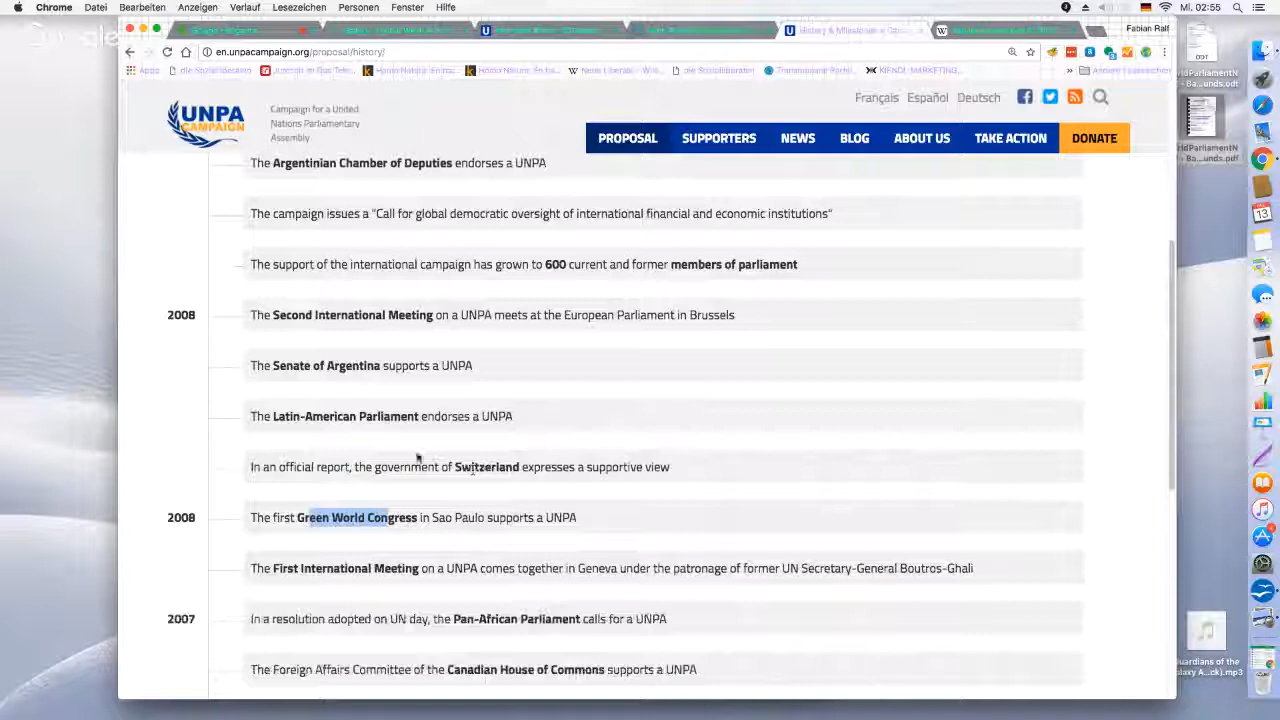 Chrome Datei Bearbeiten Anzeigen Verlauf Lesezeichen Personen Fenster Hilfe Mi. 02:55
Fabian Ralf
en.unpacampaign.org/proposal/history
Apps
Français Español Deutsch
UNPA
CAMPAIGN
Campaign for a United
Nations Parliamentary
Assembly
PROPOSAL SUPPORTERS NEWS BLOG ABOUT US TAKE ACTION DONATE
The Argentinian Chamber of Deputies endorses a UNPA
The campaign issues a "Call for global democratic oversight of international financial and economic institutions"
The support of the international campaign has grown to 600 current and former members of parliament
2008 The Second International Meeting on a UNPA meets at the European Parliament in Brussels
The Senate of Argentina supports a UNPA
The Latin-American Parliament endorses a UNPA
In an official report, the government of Switzerland expresses a supportive view
2008 The first Green World Congress in Sao Paulo supports a UNPA
The First International Meeting on a UNPA comes together in Geneva under the patronage of former UN Secretary-General Boutros-Ghali
2007 In a resolution adopted on UN day, the Pan-African Parliament calls for a UNPA
The Foreign Affairs Committee of the Canadian House of Commons supports a UNPA